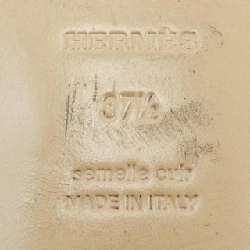 HERMÈS
37½
semelle cuir
MADE IN ITALY